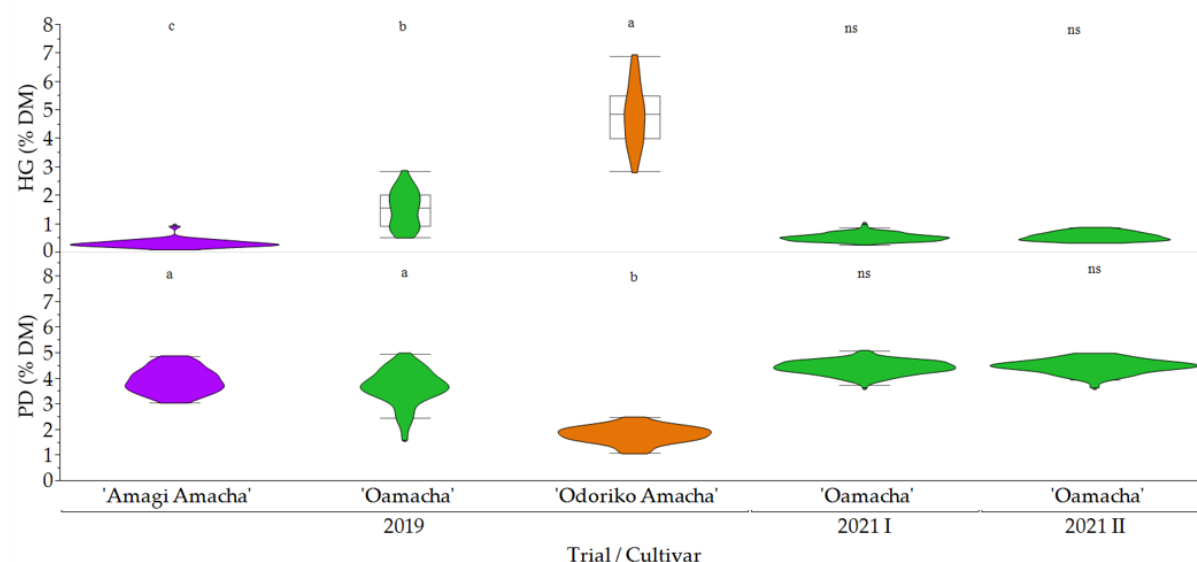 8
7
6
5
4
3
2
1
0
HG (% DM)
c b a ns ns
8
7
6
5
4
3
2
1
0
PD (% DM)
a a b ns ns
'Amagi Amacha' 'Oamacha' 'Odoriko Amacha' 'Oamacha' 'Oamacha'
2019 2021 I 2021 II
Trial / Cultivar